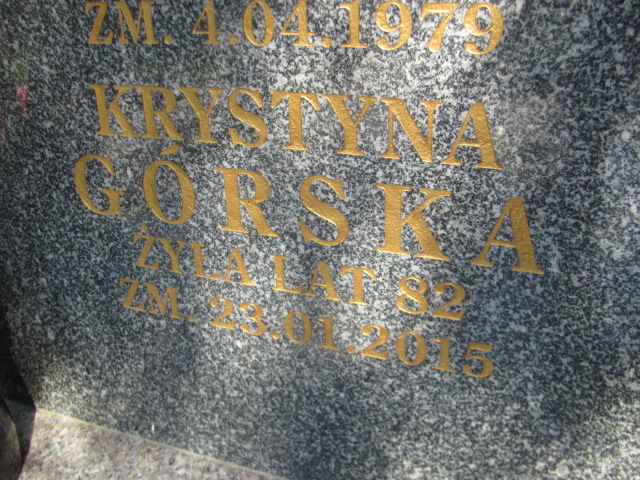 ZM. 4.04.1979
KRYSTYNA
GÓRSKA
ŻYŁA LAT 82
ZM. 23.01.2015